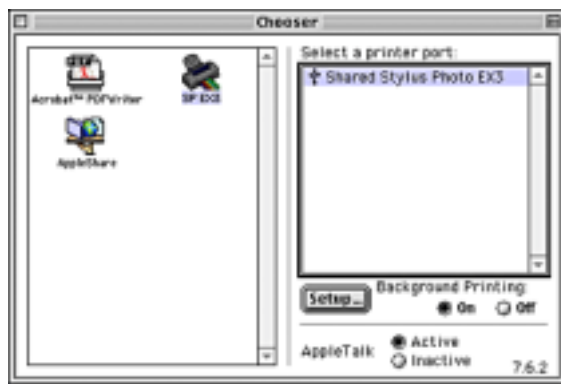 Chooser
Select a printer port:
Shared Stylus Photo EX3
Acrobat™ PDFWriter
SP EX3
AppleShare
Setup...
Background Printing:
On Off
AppleTalk
Active
Inactive
7.6.2